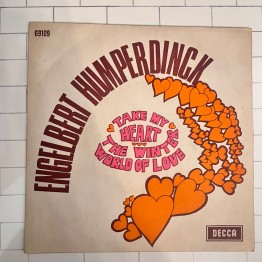 69109
ENGELBERT HUMPERDINCK
TAKE MY
HEART
THE WINTER
WORLD OF LOVE
DECCA